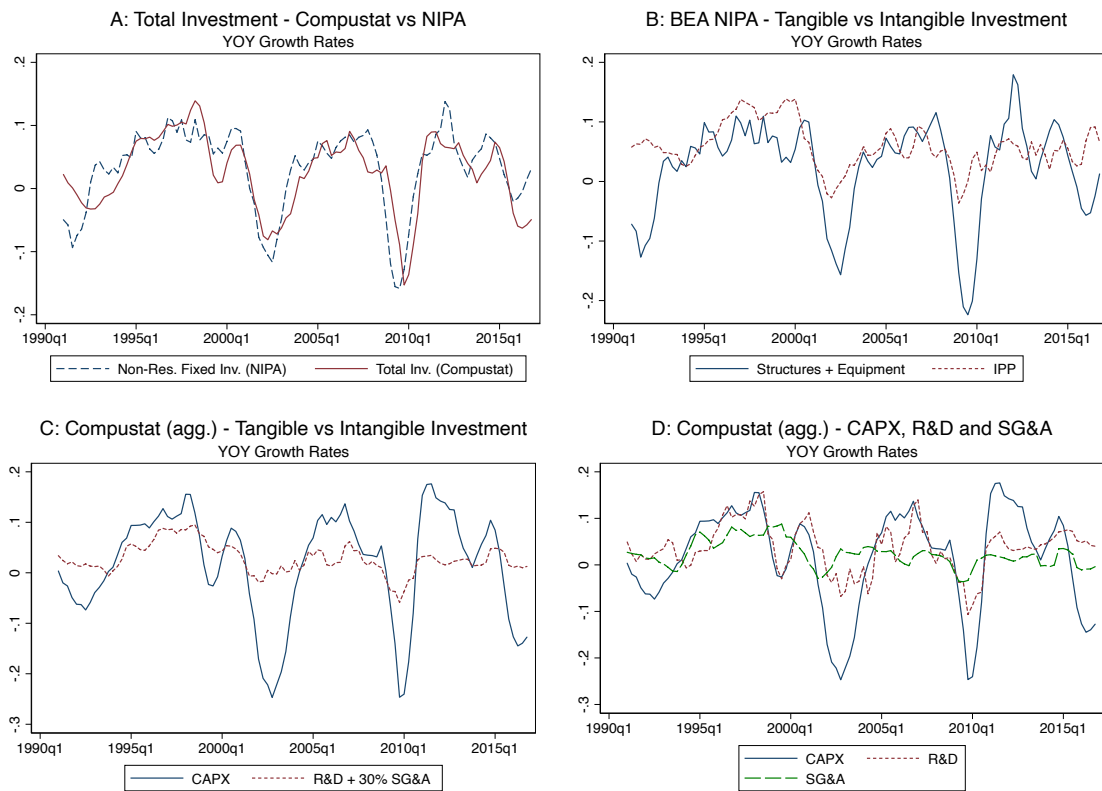 A: Total Investment - Compustat vs NIPA
YOY Growth Rates
.2
.1
0
-.1
-.2
1990q1 1995q1 2000q1 2005q1 2010q1 2015q1
Non-Res. Fixed Inv. (NIPA) Total Inv. (Compustat)
B: BEA NIPA - Tangible vs Intangible Investment
YOY Growth Rates
.2
.1
0
-.1
-.2
1990q1 1995q1 2000q1 2005q1 2010q1 2015q1
Structures + Equipment IPP
C: Compustat (agg.) - Tangible vs Intangible Investment
YOY Growth Rates
.2
.1
0
-.1
-.2
-.3
1990q1 1995q1 2000q1 2005q1 2010q1 2015q1
CAPX R&D + 30% SG&A
D: Compustat (agg.) - CAPX, R&D and SG&A
YOY Growth Rates
.2
.1
0
-.1
-.2
-.3
1990q1 1995q1 2000q1 2005q1 2010q1 2015q1
CAPX R&D
SG&A